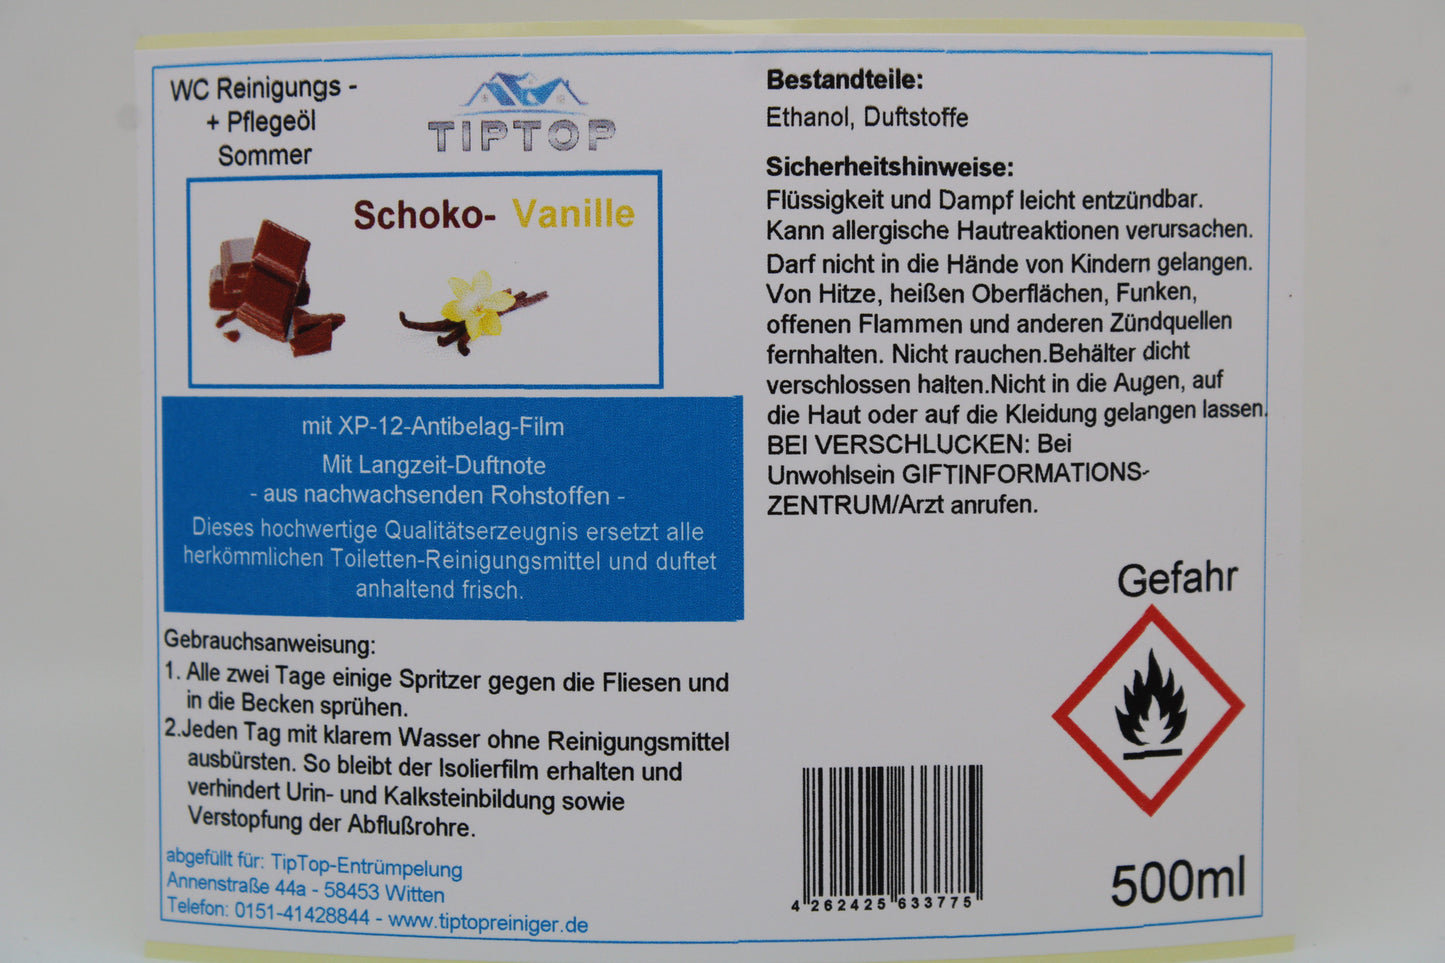 WC Reinigungs -
+ Pflegeöl
Sommer
TIPTOP
Schoko- Vanille
mit XP-12-Antibelag-Film
Mit Langzeit-Duftnote
- aus nachwachsenden Rohstoffen -
Dieses hochwertige Qualitätserzeugnis ersetzt alle
herkömmlichen Toiletten-Reinigungsmittel und duftet
anhaltend frisch.
Gebrauchsanweisung:
1. Alle zwei Tage einige Spritzer gegen die Fliesen und
in die Becken sprühen.
2.Jeden Tag mit klarem Wasser ohne Reinigungsmittel
ausbürsten. So bleibt der Isolierfilm erhalten und
verhindert Urin- und Kalksteinbildung sowie
Verstopfung der Abflußrohre.
abgefüllt für: TipTop-Entrümpelung
Annenstraße 44a - 58453 Witten
Telefon: 0151-41428844 - www.tiptopreiniger.de
Bestandteile:
Ethanol, Duftstoffe
Sicherheitshinweise:
Flüssigkeit und Dampf leicht entzündbar.
Kann allergische Hautreaktionen verursachen.
Darf nicht in die Hände von Kindern gelangen.
Von Hitze, heißen Oberflächen, Funken,
offenen Flammen und anderen Zündquellen
fernhalten. Nicht rauchen.Behälter dicht
verschlossen halten.Nicht in die Augen, auf
die Haut oder auf die Kleidung gelangen lassen.
BEI VERSCHLUCKEN: Bei
Unwohlsein GIFTINFORMATIONS-
ZENTRUM/Arzt anrufen.
Gefahr
4 262425 633775
500ml